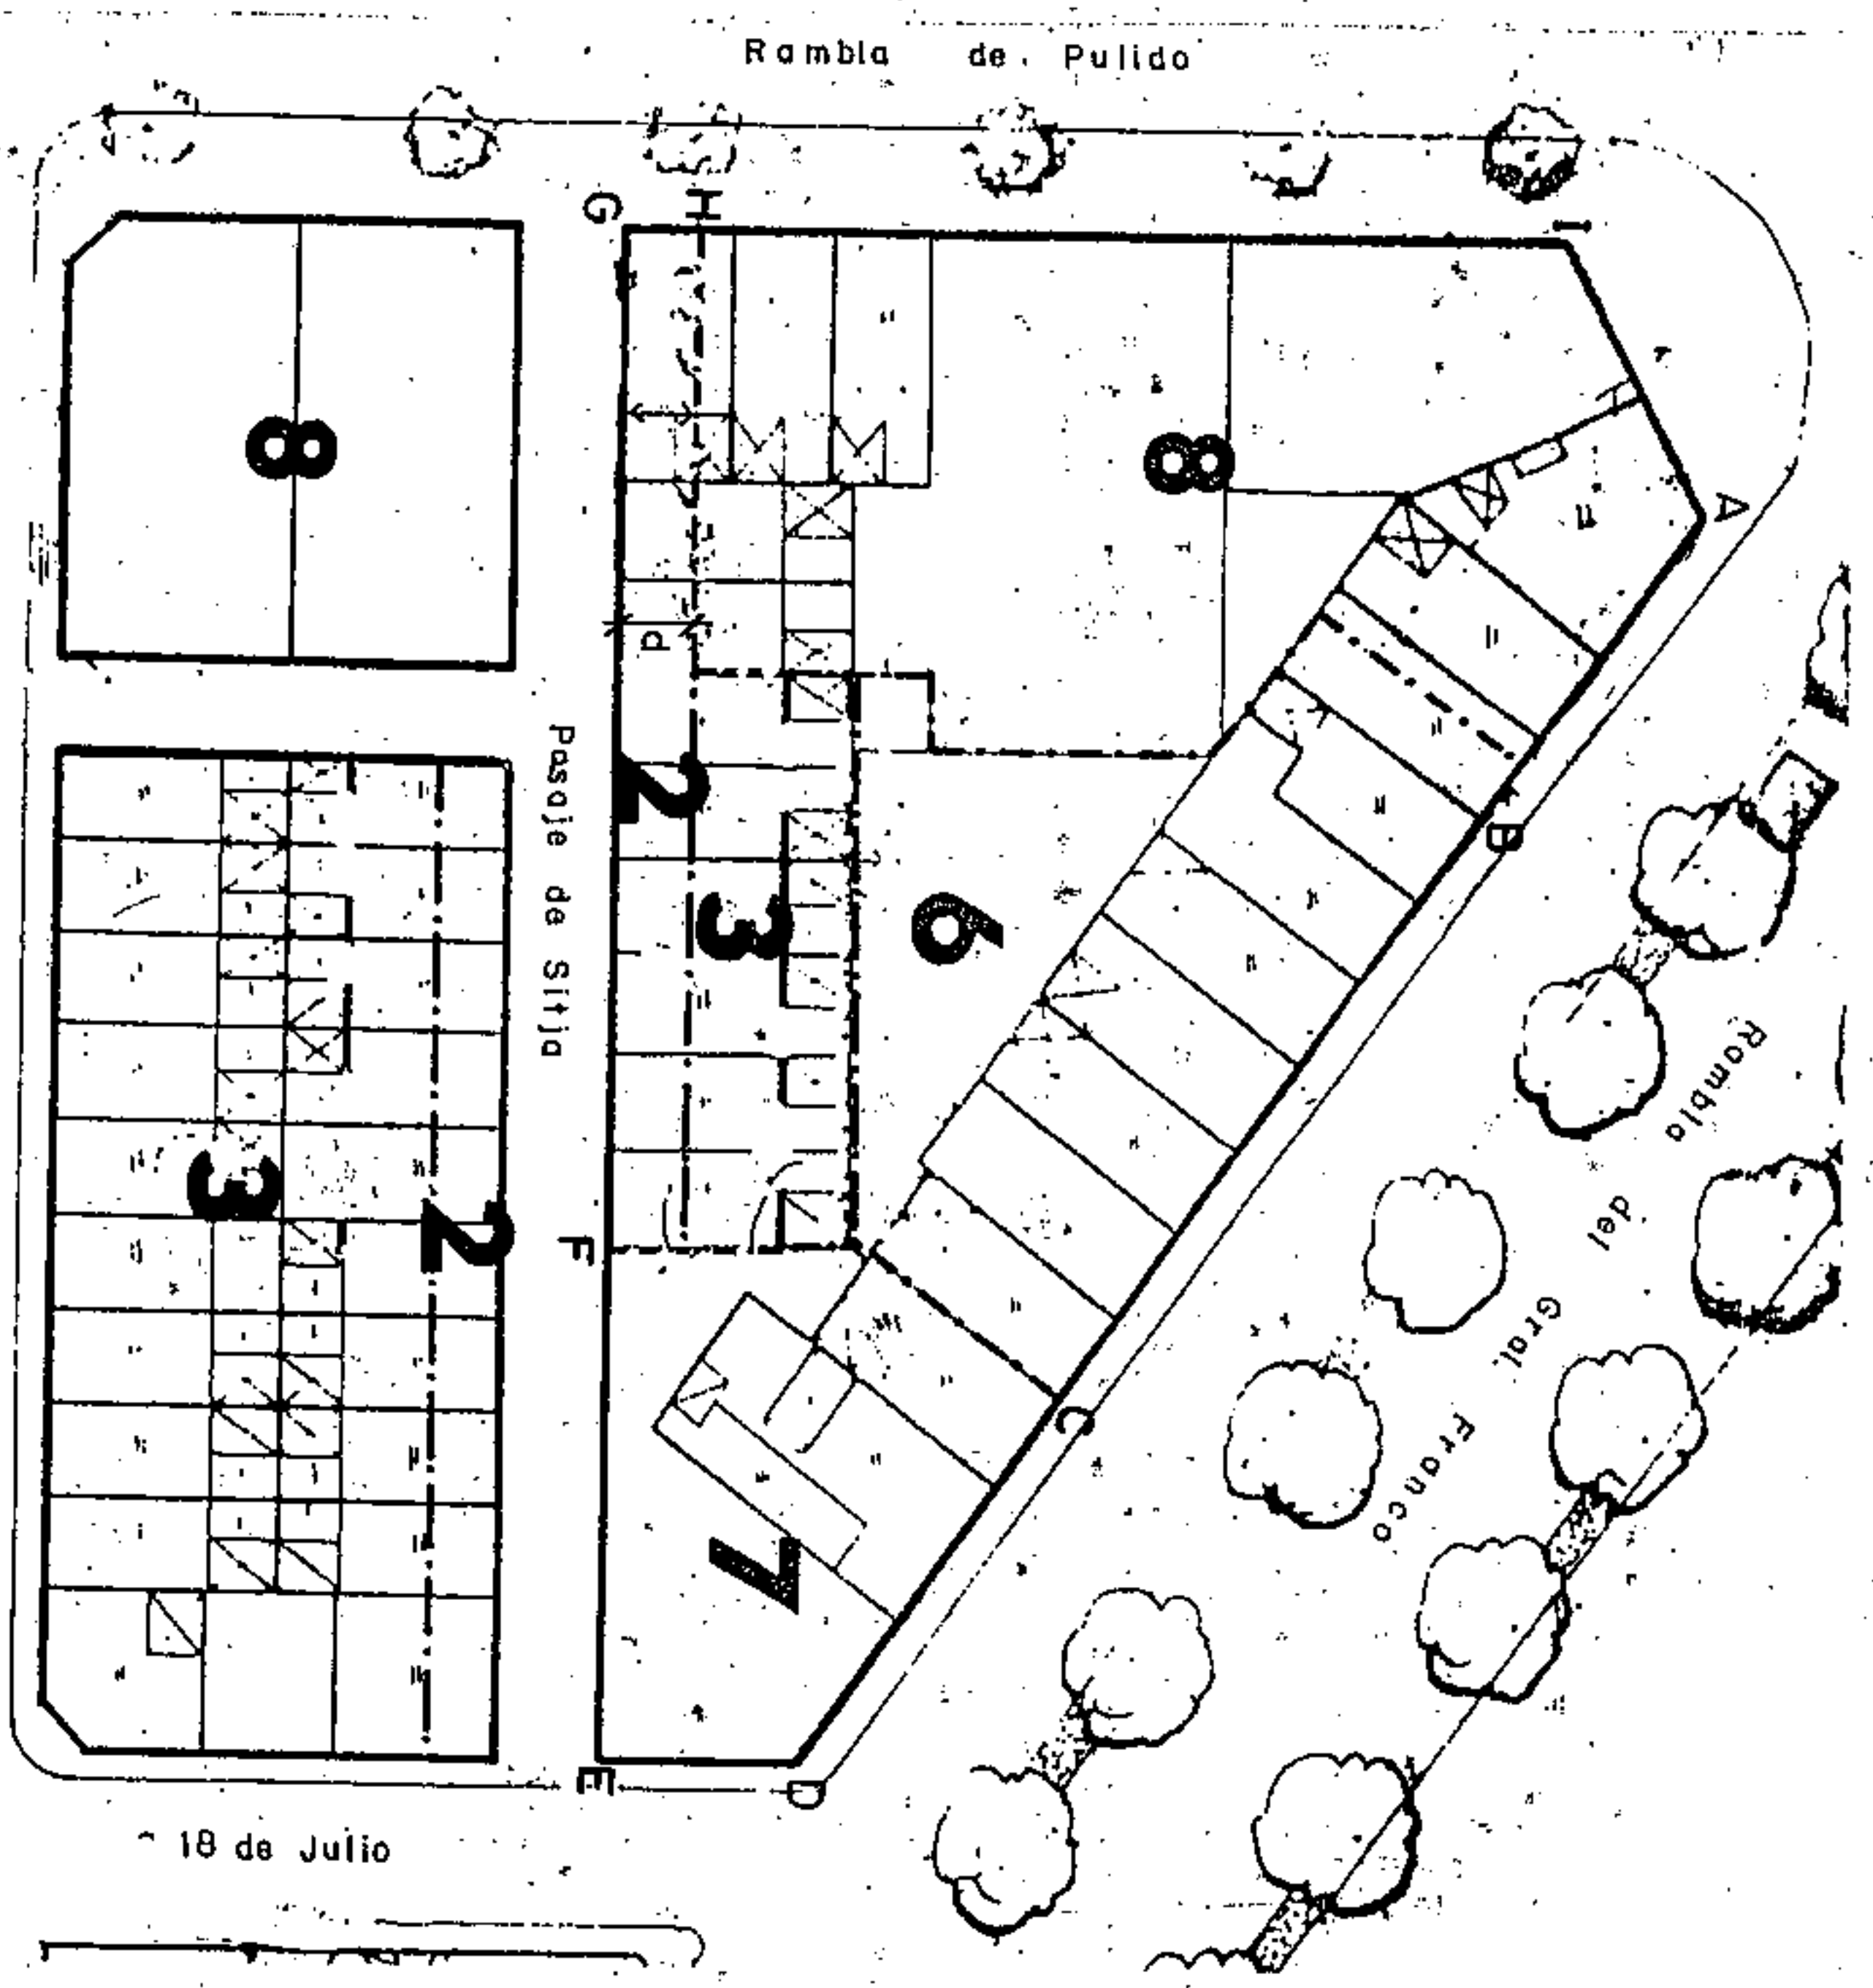 Rambla de Pulido
G
H
I
8
8
A
d
B
Pasaje de Sitja
2
3
6
Rambla del Gral. Franco
3
2
F
C
7
E
D
18 de Julio